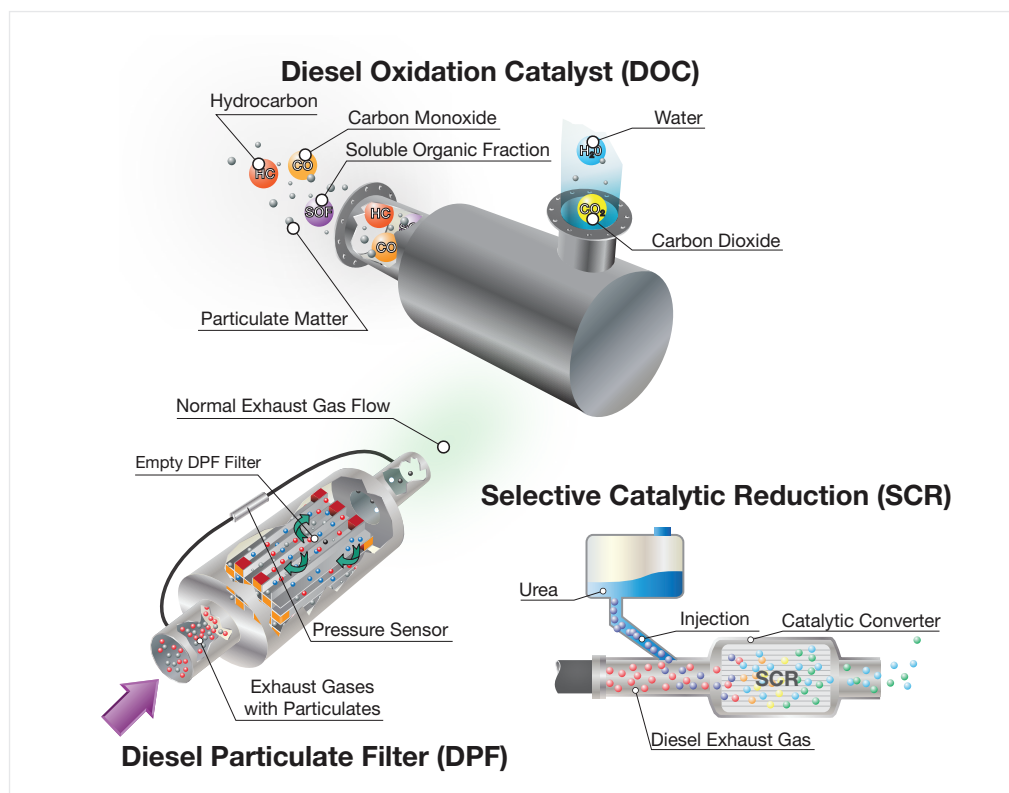 Diesel Oxidation Catalyst (DOC)
Hydrocarbon
Carbon Monoxide
Soluble Organic Fraction
Water
HC
CO
SOF
H2O
HC
CO
CO2
Carbon Dioxide
Particulate Matter
Normal Exhaust Gas Flow
Empty DPF Filter
Pressure Sensor
Exhaust Gases
with Particulates
Diesel Particulate Filter (DPF)
Selective Catalytic Reduction (SCR)
Urea
Injection
Catalytic Converter
SCR
Diesel Exhaust Gas